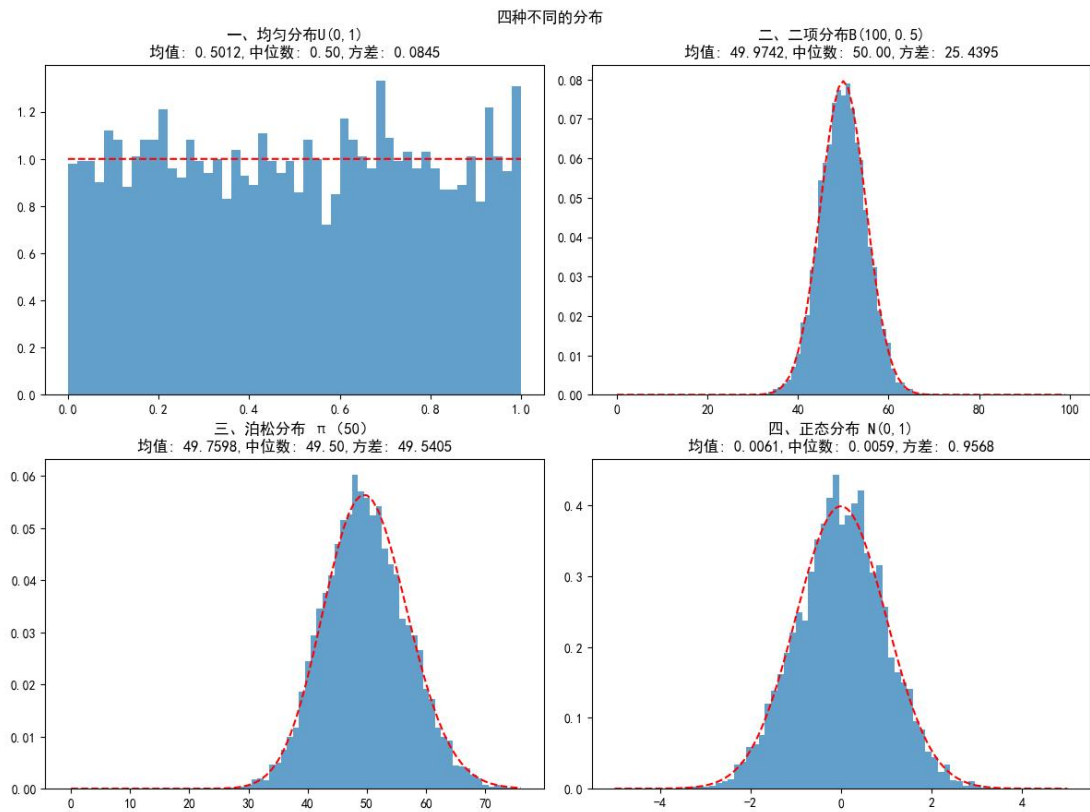 四种不同的分布
一、均匀分布U(0,1)
均值: 0.5012,中位数: 0.50,方差: 0.0845
1.2
1.0
0.8
0.6
0.4
0.2
0.0
0.0 0.2 0.4 0.6 0.8 1.0
二、二项分布B(100,0.5)
均值: 49.9742,中位数: 50.00,方差: 25.4395
0.08
0.07
0.06
0.05
0.04
0.03
0.02
0.01
0.00
0 20 40 60 80 100
三、泊松分布 π (50)
均值: 49.7598,中位数: 49.50,方差: 49.5405
0.06
0.05
0.04
0.03
0.02
0.01
0.00
0 10 20 30 40 50 60 70
四、正态分布 N(0,1)
均值: 0.0061,中位数: 0.0059,方差: 0.9568
0.4
0.3
0.2
0.1
0.0
−4 −2 0 2 4